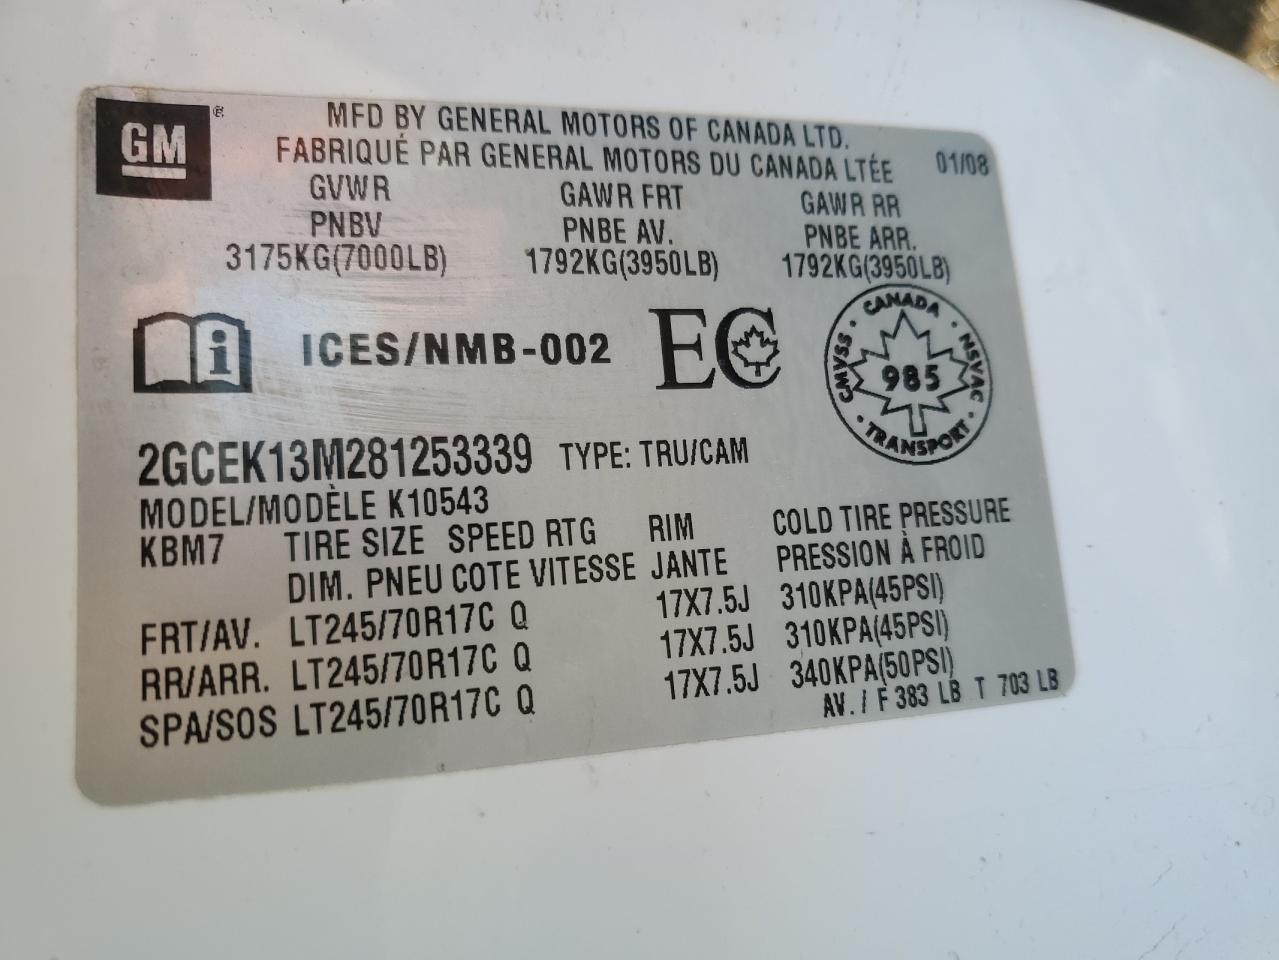 GM
MFD BY GENERAL MOTORS OF CANADA LTD.
FABRIQUÉ PAR GENERAL MOTORS DU CANADA LTÉE 01/08
GVWR GAWR FRT GAWR RR
PNBV PNBE AV. PNBE ARR.
3175KG(7000LB) 1792KG(3950LB) 1792KG(3950LB)
i ICES/NMB-002 EC
CANADA
CMVSS · NSVAC
985
TRANSPORT
2GCEK13M281253339 TYPE: TRU/CAM
MODEL/MODÈLE K10543
KBM7 TIRE SIZE SPEED RTG RIM COLD TIRE PRESSURE
DIM. PNEU COTE VITESSE JANTE PRESSION À FROID
FRT/AV. LT245/70R17C Q 17X7.5J 310KPA(45PSI)
RR/ARR. LT245/70R17C Q 17X7.5J 310KPA(45PSI)
SPA/SOS LT245/70R17C Q 17X7.5J 340KPA(50PSI)
AV. / F 383 LB T 703 LB